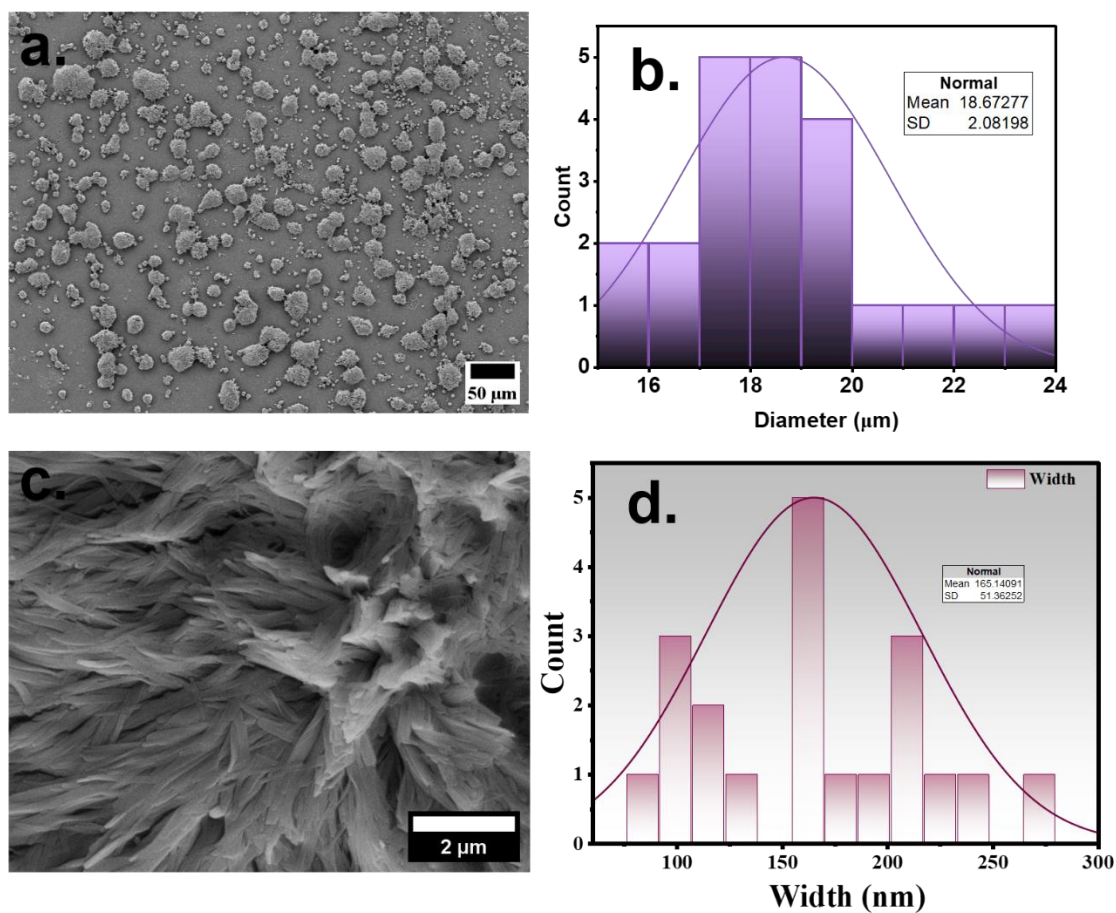 a.
50 µm
b.
Normal
Mean 18.67277
SD 2.08198
Count
5
4
3
2
1
0
16 18 20 22 24
Diameter (µm)
c.
2 µm
d.
Width
Normal
Mean 165.14091
SD 51.36252
Count
5
4
3
2
1
0
100 150 200 250 300
Width (nm)